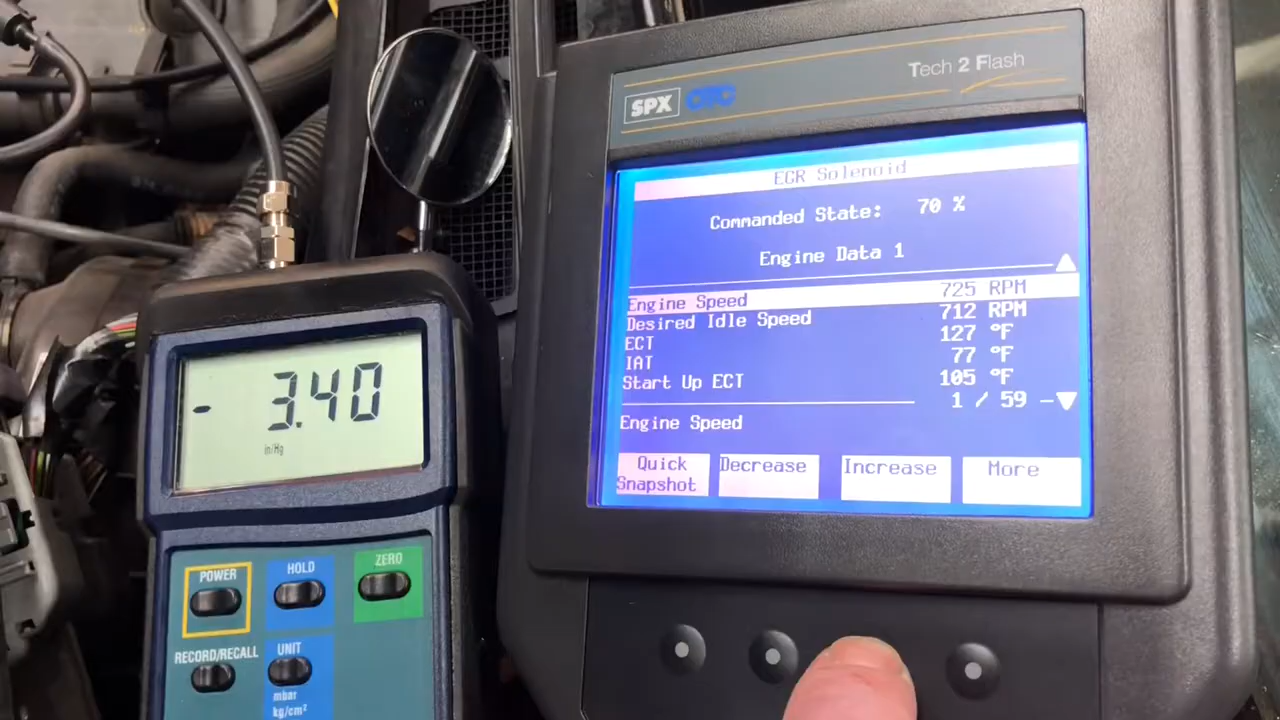 Tech 2 Flash
SPX OTC
EGR Solenoid
Commanded State: 70 %
Engine Data 1
Engine Speed 725 RPM
Desired Idle Speed 712 RPM
ECT 127 °F
IAT 77 °F
Start Up ECT 105 °F
1 / 59
Engine Speed
Quick Snapshot
Decrease
Increase
More
- 3.40
in/Hg
POWER
HOLD
ZERO
RECORD/RECALL
UNIT
mbar
kg/cm²